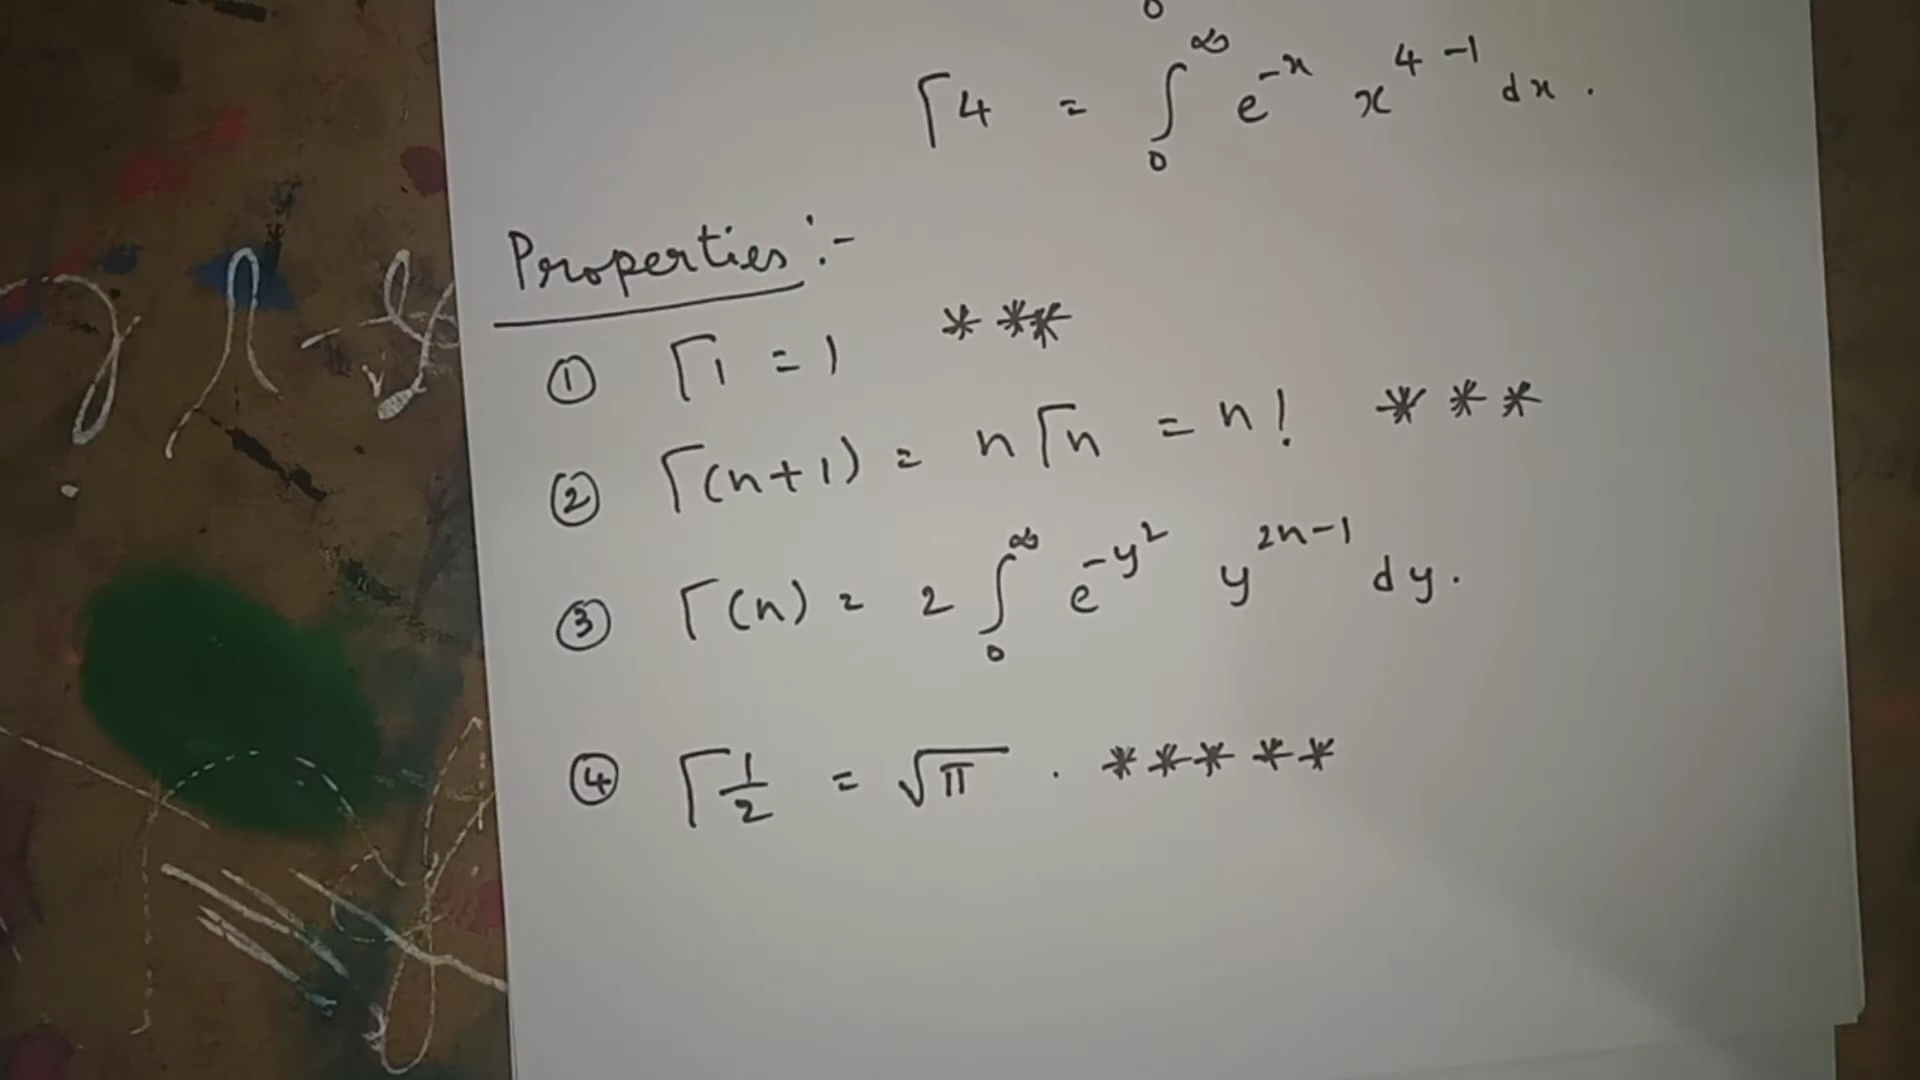 Γ4 = ∫₀^∞ e^{-x} x^{4-1} dx.
Properties :-
① Γ1 = 1 ***
② Γ(n+1) = n Γn = n! ***
③ Γ(n) = 2 ∫₀^∞ e^{-y²} y^{2n-1} dy.
④ Γ1/2 = √π . *****